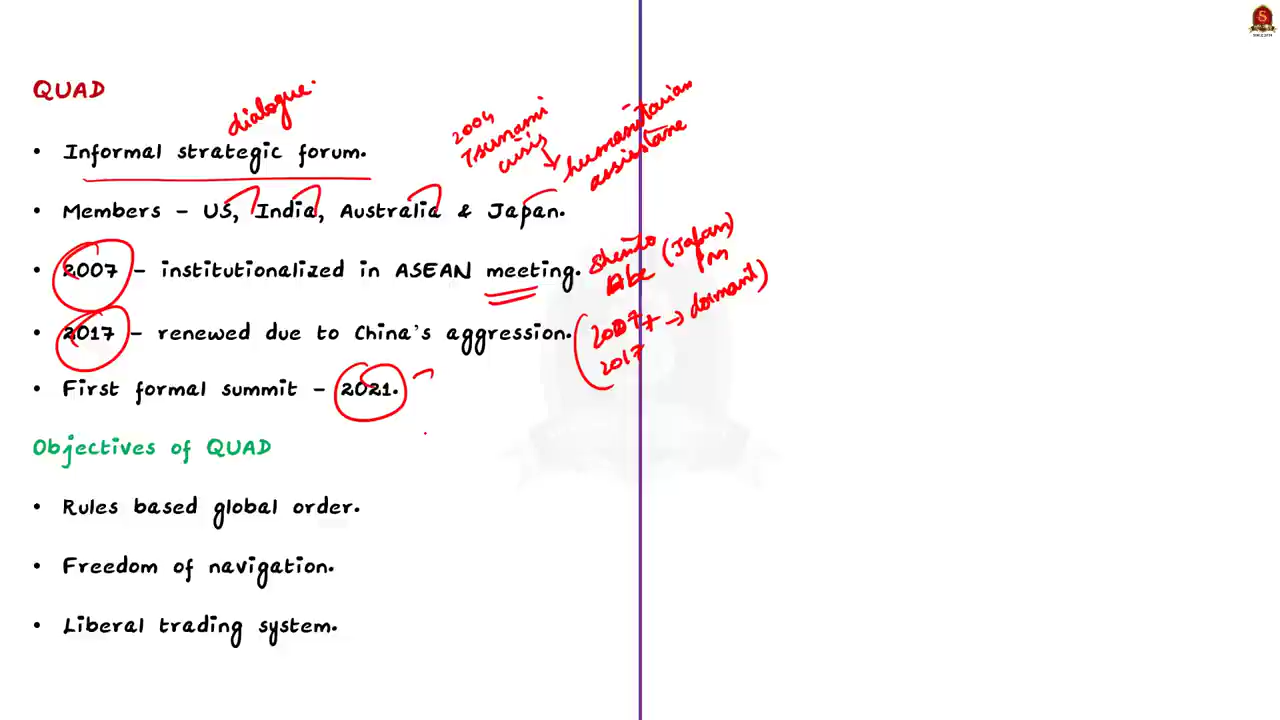 QUAD
dialogue
• Informal strategic forum.
2004
Tsunami
crisis
humanitarian
assistance
• Members - US, India, Australia & Japan.
• 2007 - institutionalized in ASEAN meeting.
Shinzo
Abe
(Japan)
PM
• 2017 - renewed due to China's aggression.
2007 → dormant
2017
• First formal summit - 2021.
Objectives of QUAD
• Rules based global order.
• Freedom of navigation.
• Liberal trading system.